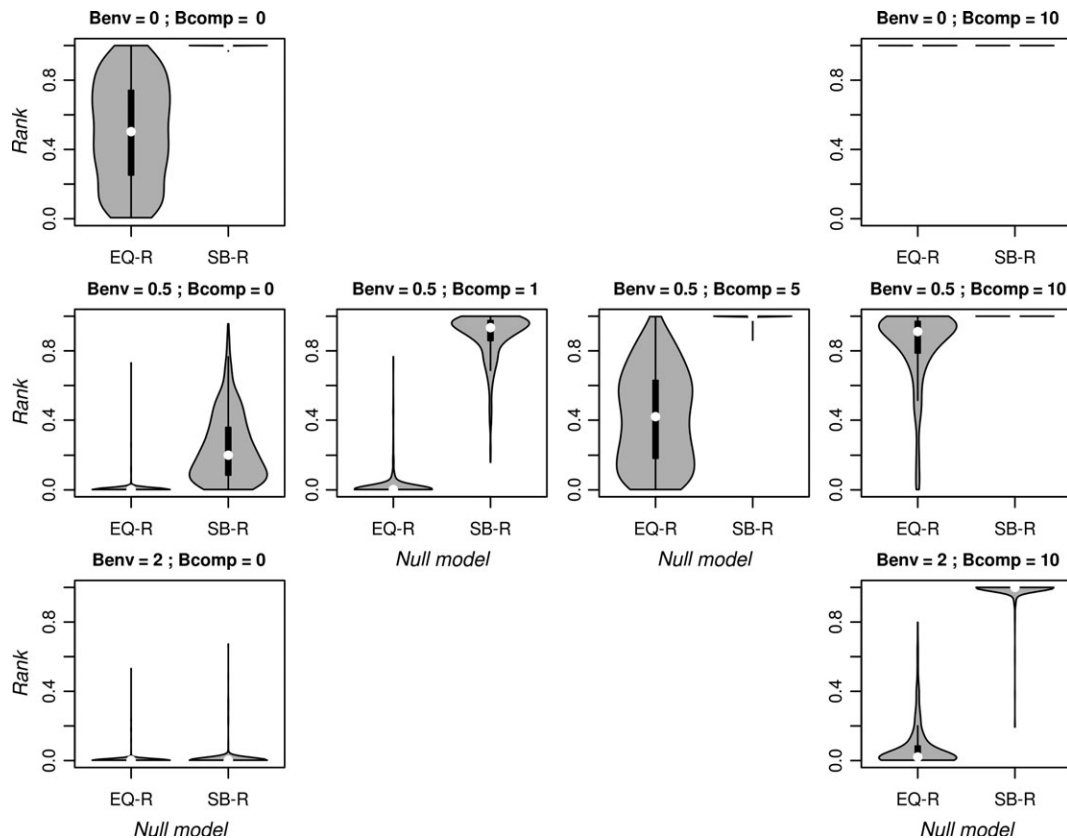 Benv = 0 ; Bcomp = 0
Benv = 0 ; Bcomp = 10
Rank
0.0 0.4 0.8
EQ-R SB-R
0.0 0.4 0.8
EQ-R SB-R
Benv = 0.5 ; Bcomp = 0
Benv = 0.5 ; Bcomp = 1
Benv = 0.5 ; Bcomp = 5
Benv = 0.5 ; Bcomp = 10
Rank
0.0 0.4 0.8
EQ-R SB-R
0.0 0.4 0.8
EQ-R SB-R
Null model
0.0 0.4 0.8
EQ-R SB-R
Null model
0.0 0.4 0.8
EQ-R SB-R
Benv = 2 ; Bcomp = 0
Benv = 2 ; Bcomp = 10
Rank
0.0 0.4 0.8
EQ-R SB-R
Null model
0.0 0.4 0.8
EQ-R SB-R
Null model